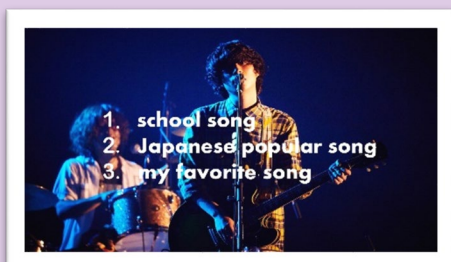 1. school song
2. Japanese popular song
3. my favorite song